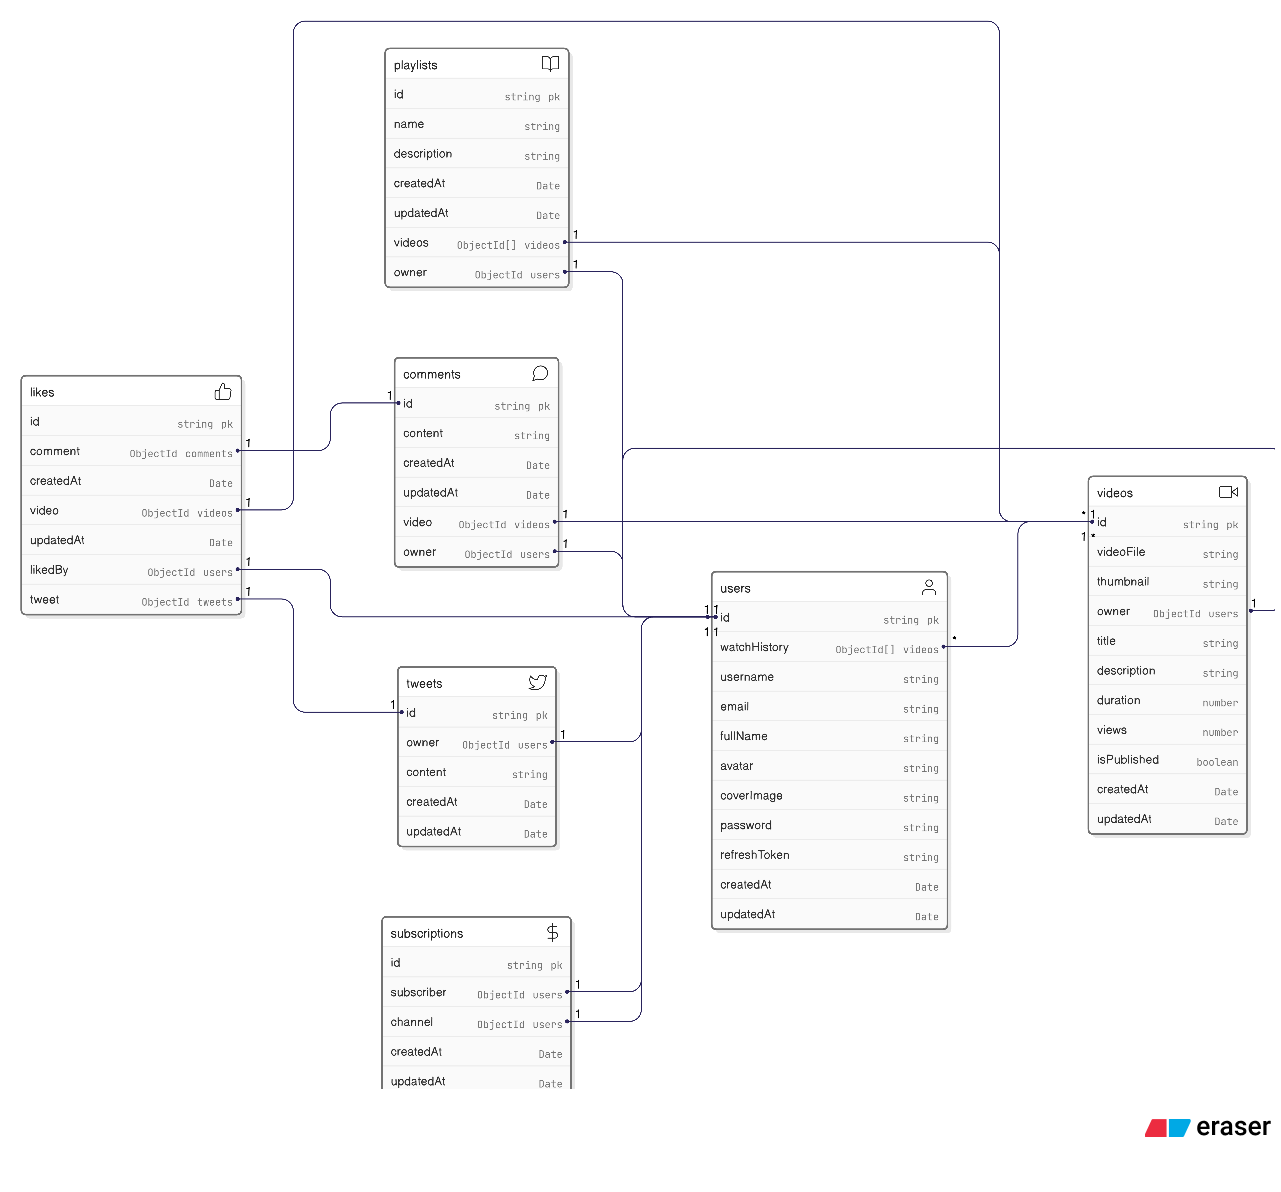 playlists
id string pk
name string
description string
createdAt Date
updatedAt Date
videos ObjectId[] videos 1
owner ObjectId users 1
likes
id string pk
comment ObjectId comments 1
createdAt Date
video ObjectId videos 1
updatedAt Date
likedBy ObjectId users 1
tweet ObjectId tweets 1
comments
1 id string pk
content string
createdAt Date
updatedAt Date
video ObjectId videos 1
owner ObjectId users 1
tweets
1 id string pk
owner ObjectId users 1
content string
createdAt Date
updatedAt Date
subscriptions
id string pk
subscriber ObjectId users 1
channel ObjectId users 1
createdAt Date
updatedAt Date
users
1 1
id string pk
1 1
watchHistory ObjectId[] videos *
username string
email string
fullName string
avatar string
coverImage string
password string
refreshToken string
createdAt Date
updatedAt Date
videos
* 1
id string pk
1 *
videoFile string
thumbnail string
owner ObjectId users 1
title string
description string
duration number
views number
isPublished boolean
createdAt Date
updatedAt Date
eraser